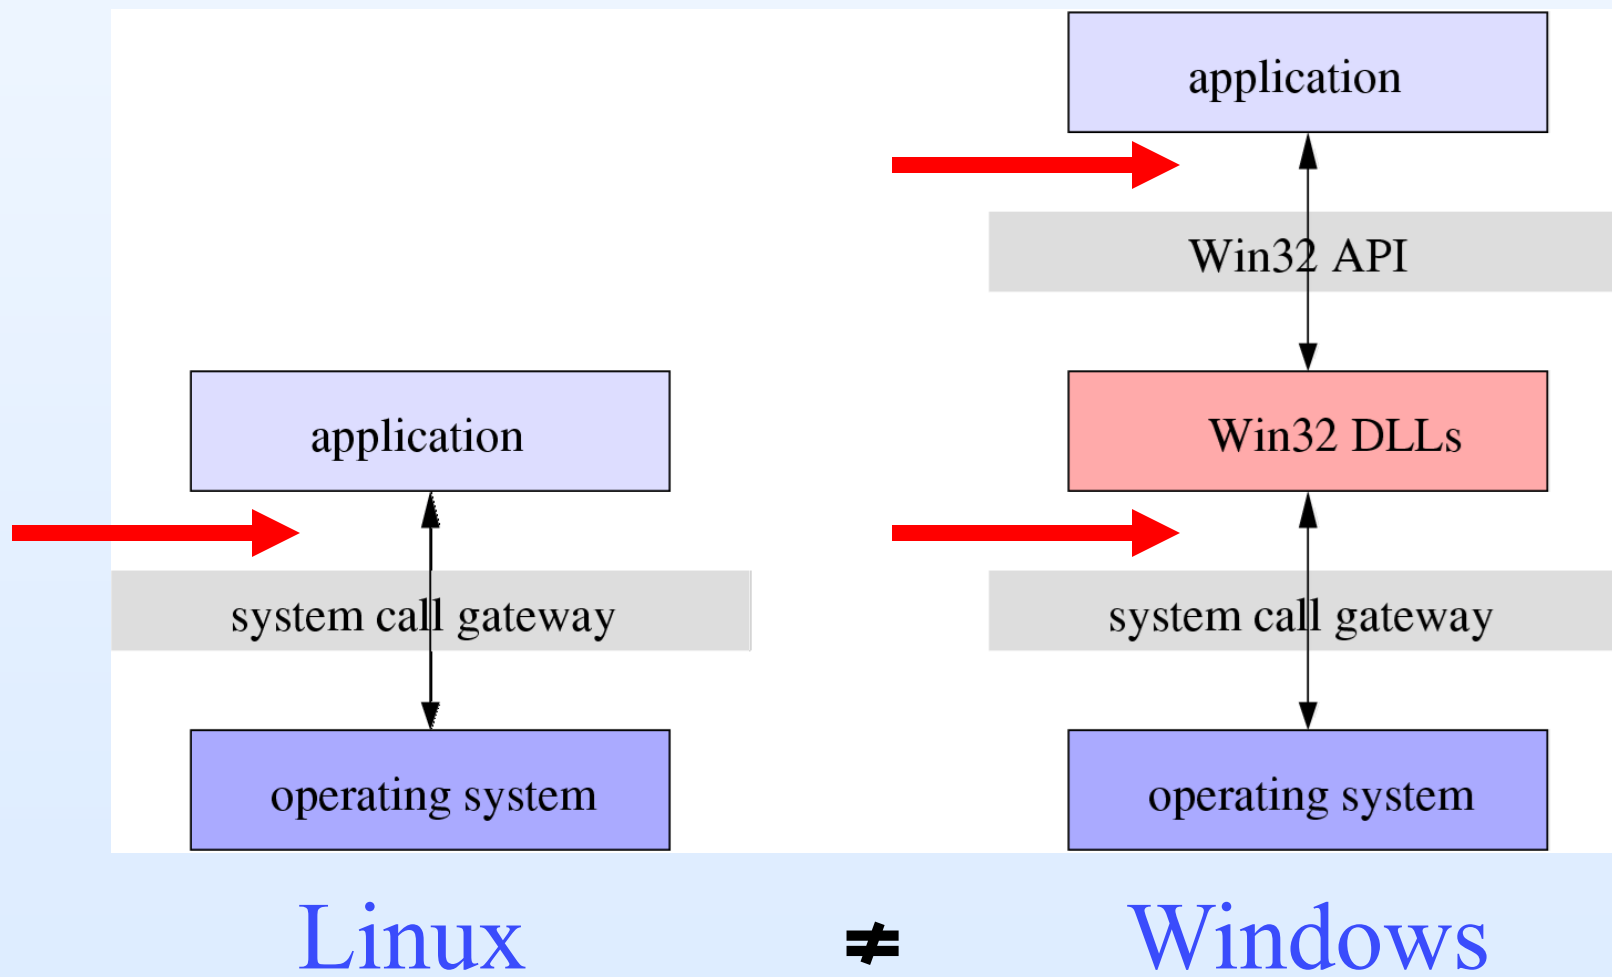 application
Win32 API
application
Win32 DLLs
system call gateway
system call gateway
operating system
operating system
Linux ≠ Windows